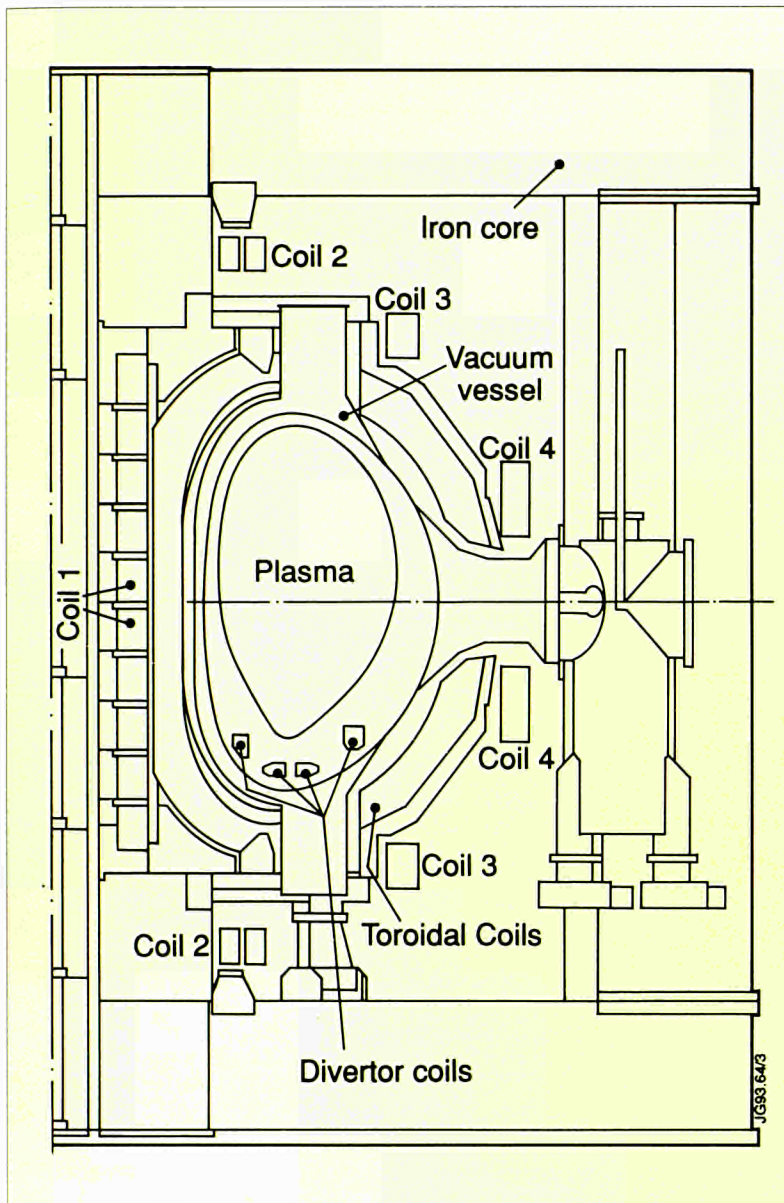 Iron core
Coil 2
Coil 3
Vacuum
vessel
Coil 4
Plasma
Coil 1
Coil 4
Coil 3
Toroidal Coils
Coil 2
Divertor coils
JG93.64/3